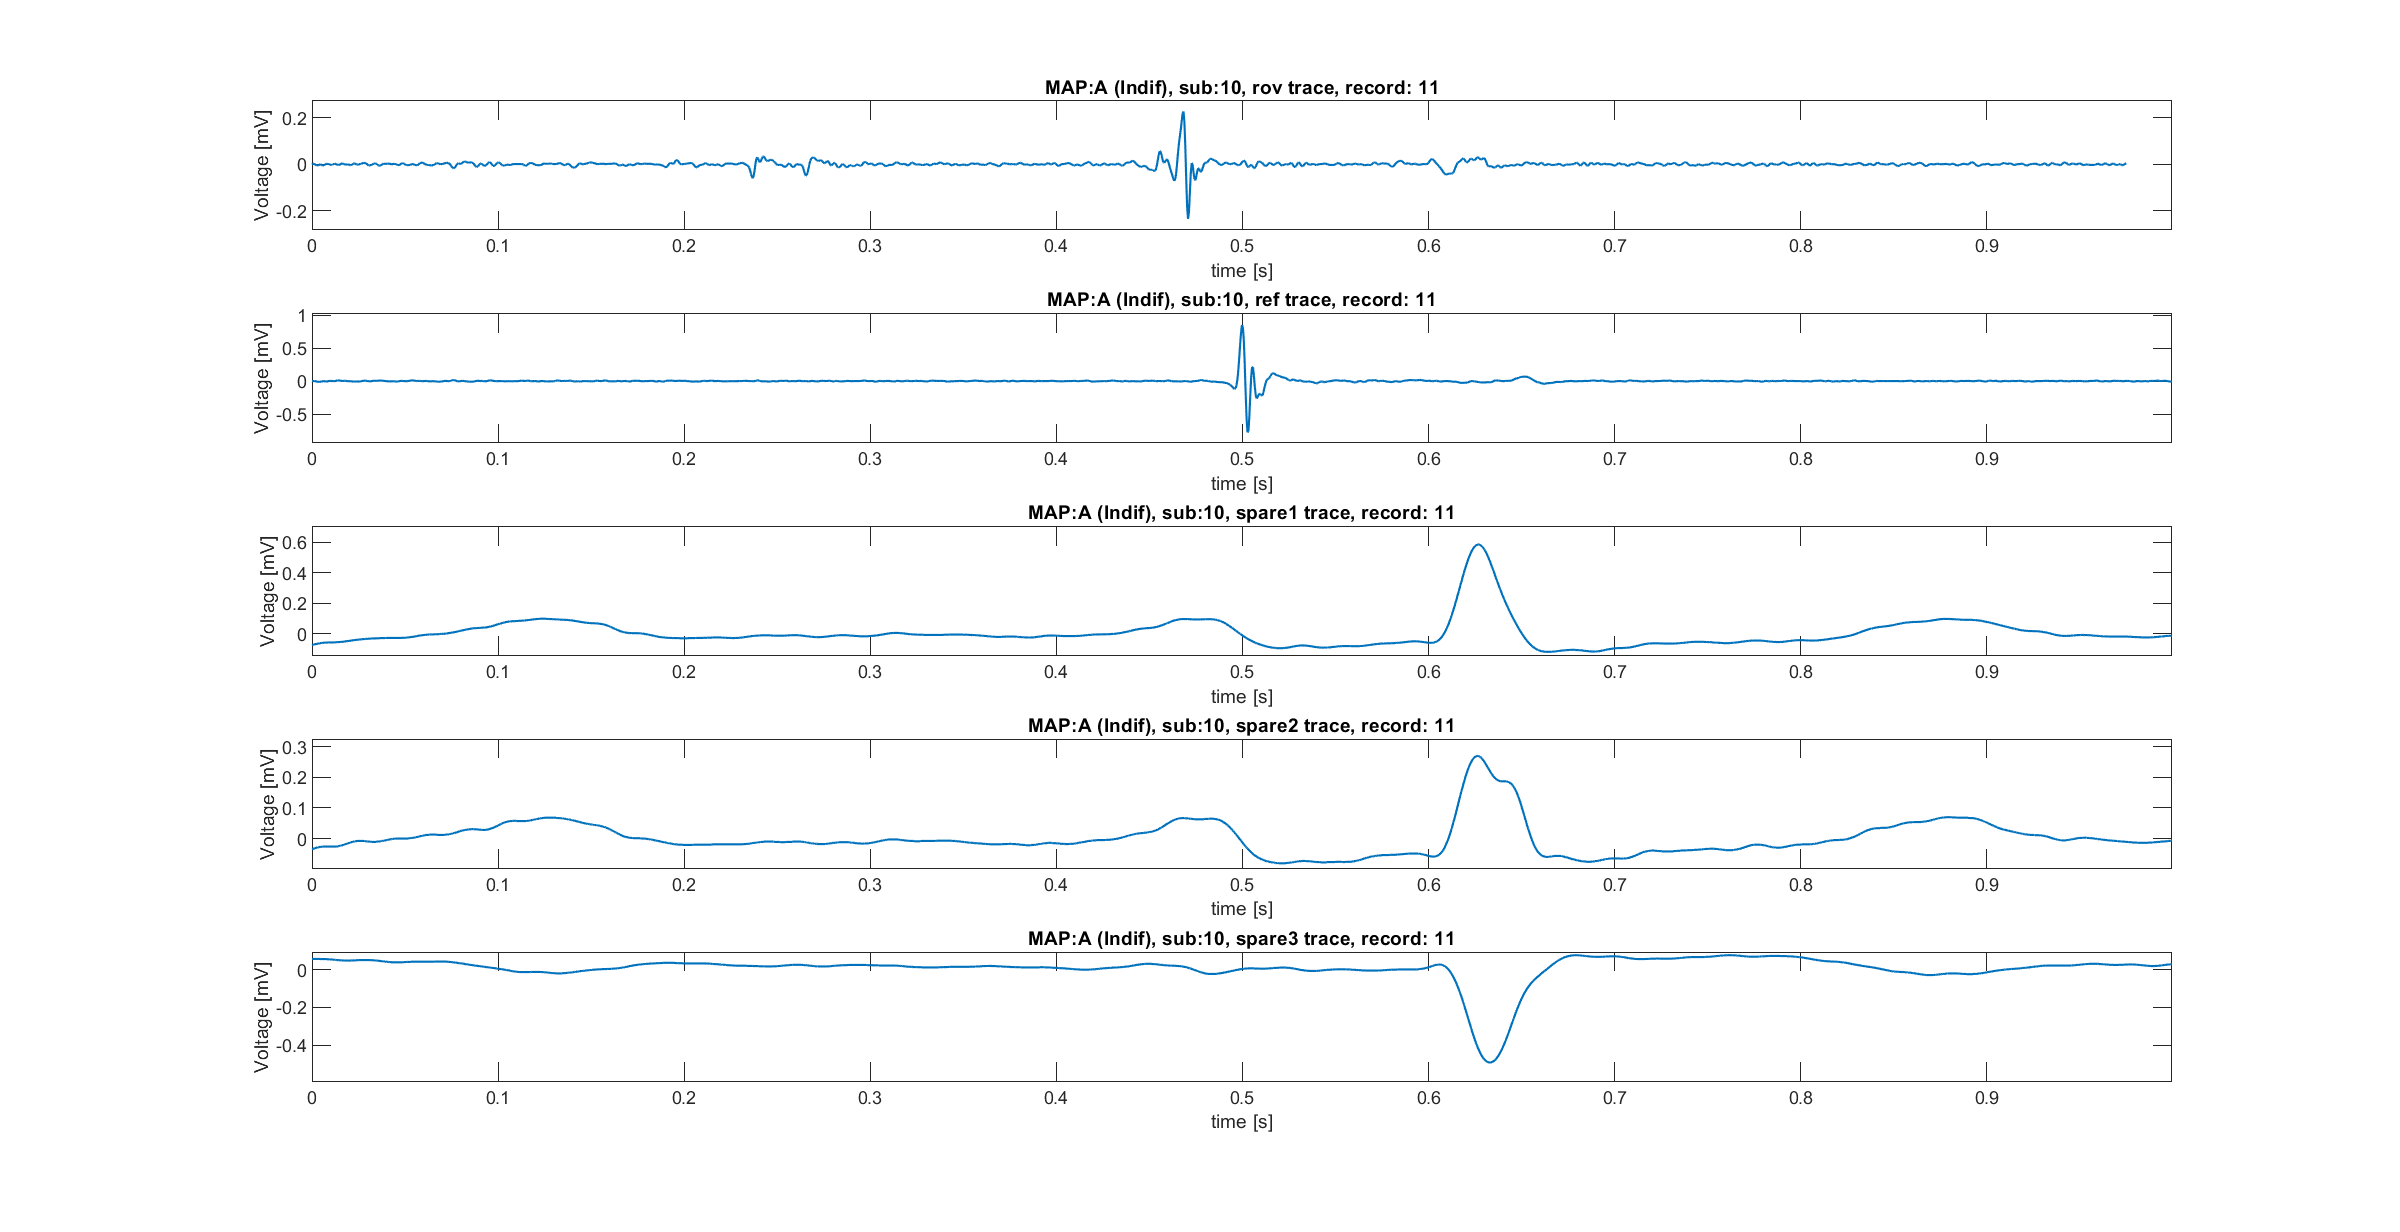 MAP:A (Indif), sub:10, rov trace, record: 11
Voltage [mV]
0.2
0
-0.2
0 0.1 0.2 0.3 0.4 0.5 0.6 0.7 0.8 0.9
time [s]
MAP:A (Indif), sub:10, ref trace, record: 11
Voltage [mV]
1
0.5
0
-0.5
0 0.1 0.2 0.3 0.4 0.5 0.6 0.7 0.8 0.9
time [s]
MAP:A (Indif), sub:10, spare1 trace, record: 11
Voltage [mV]
0.6
0.4
0.2
0
0 0.1 0.2 0.3 0.4 0.5 0.6 0.7 0.8 0.9
time [s]
MAP:A (Indif), sub:10, spare2 trace, record: 11
Voltage [mV]
0.3
0.2
0.1
0
0 0.1 0.2 0.3 0.4 0.5 0.6 0.7 0.8 0.9
time [s]
MAP:A (Indif), sub:10, spare3 trace, record: 11
Voltage [mV]
0
-0.2
-0.4
0 0.1 0.2 0.3 0.4 0.5 0.6 0.7 0.8 0.9
time [s]